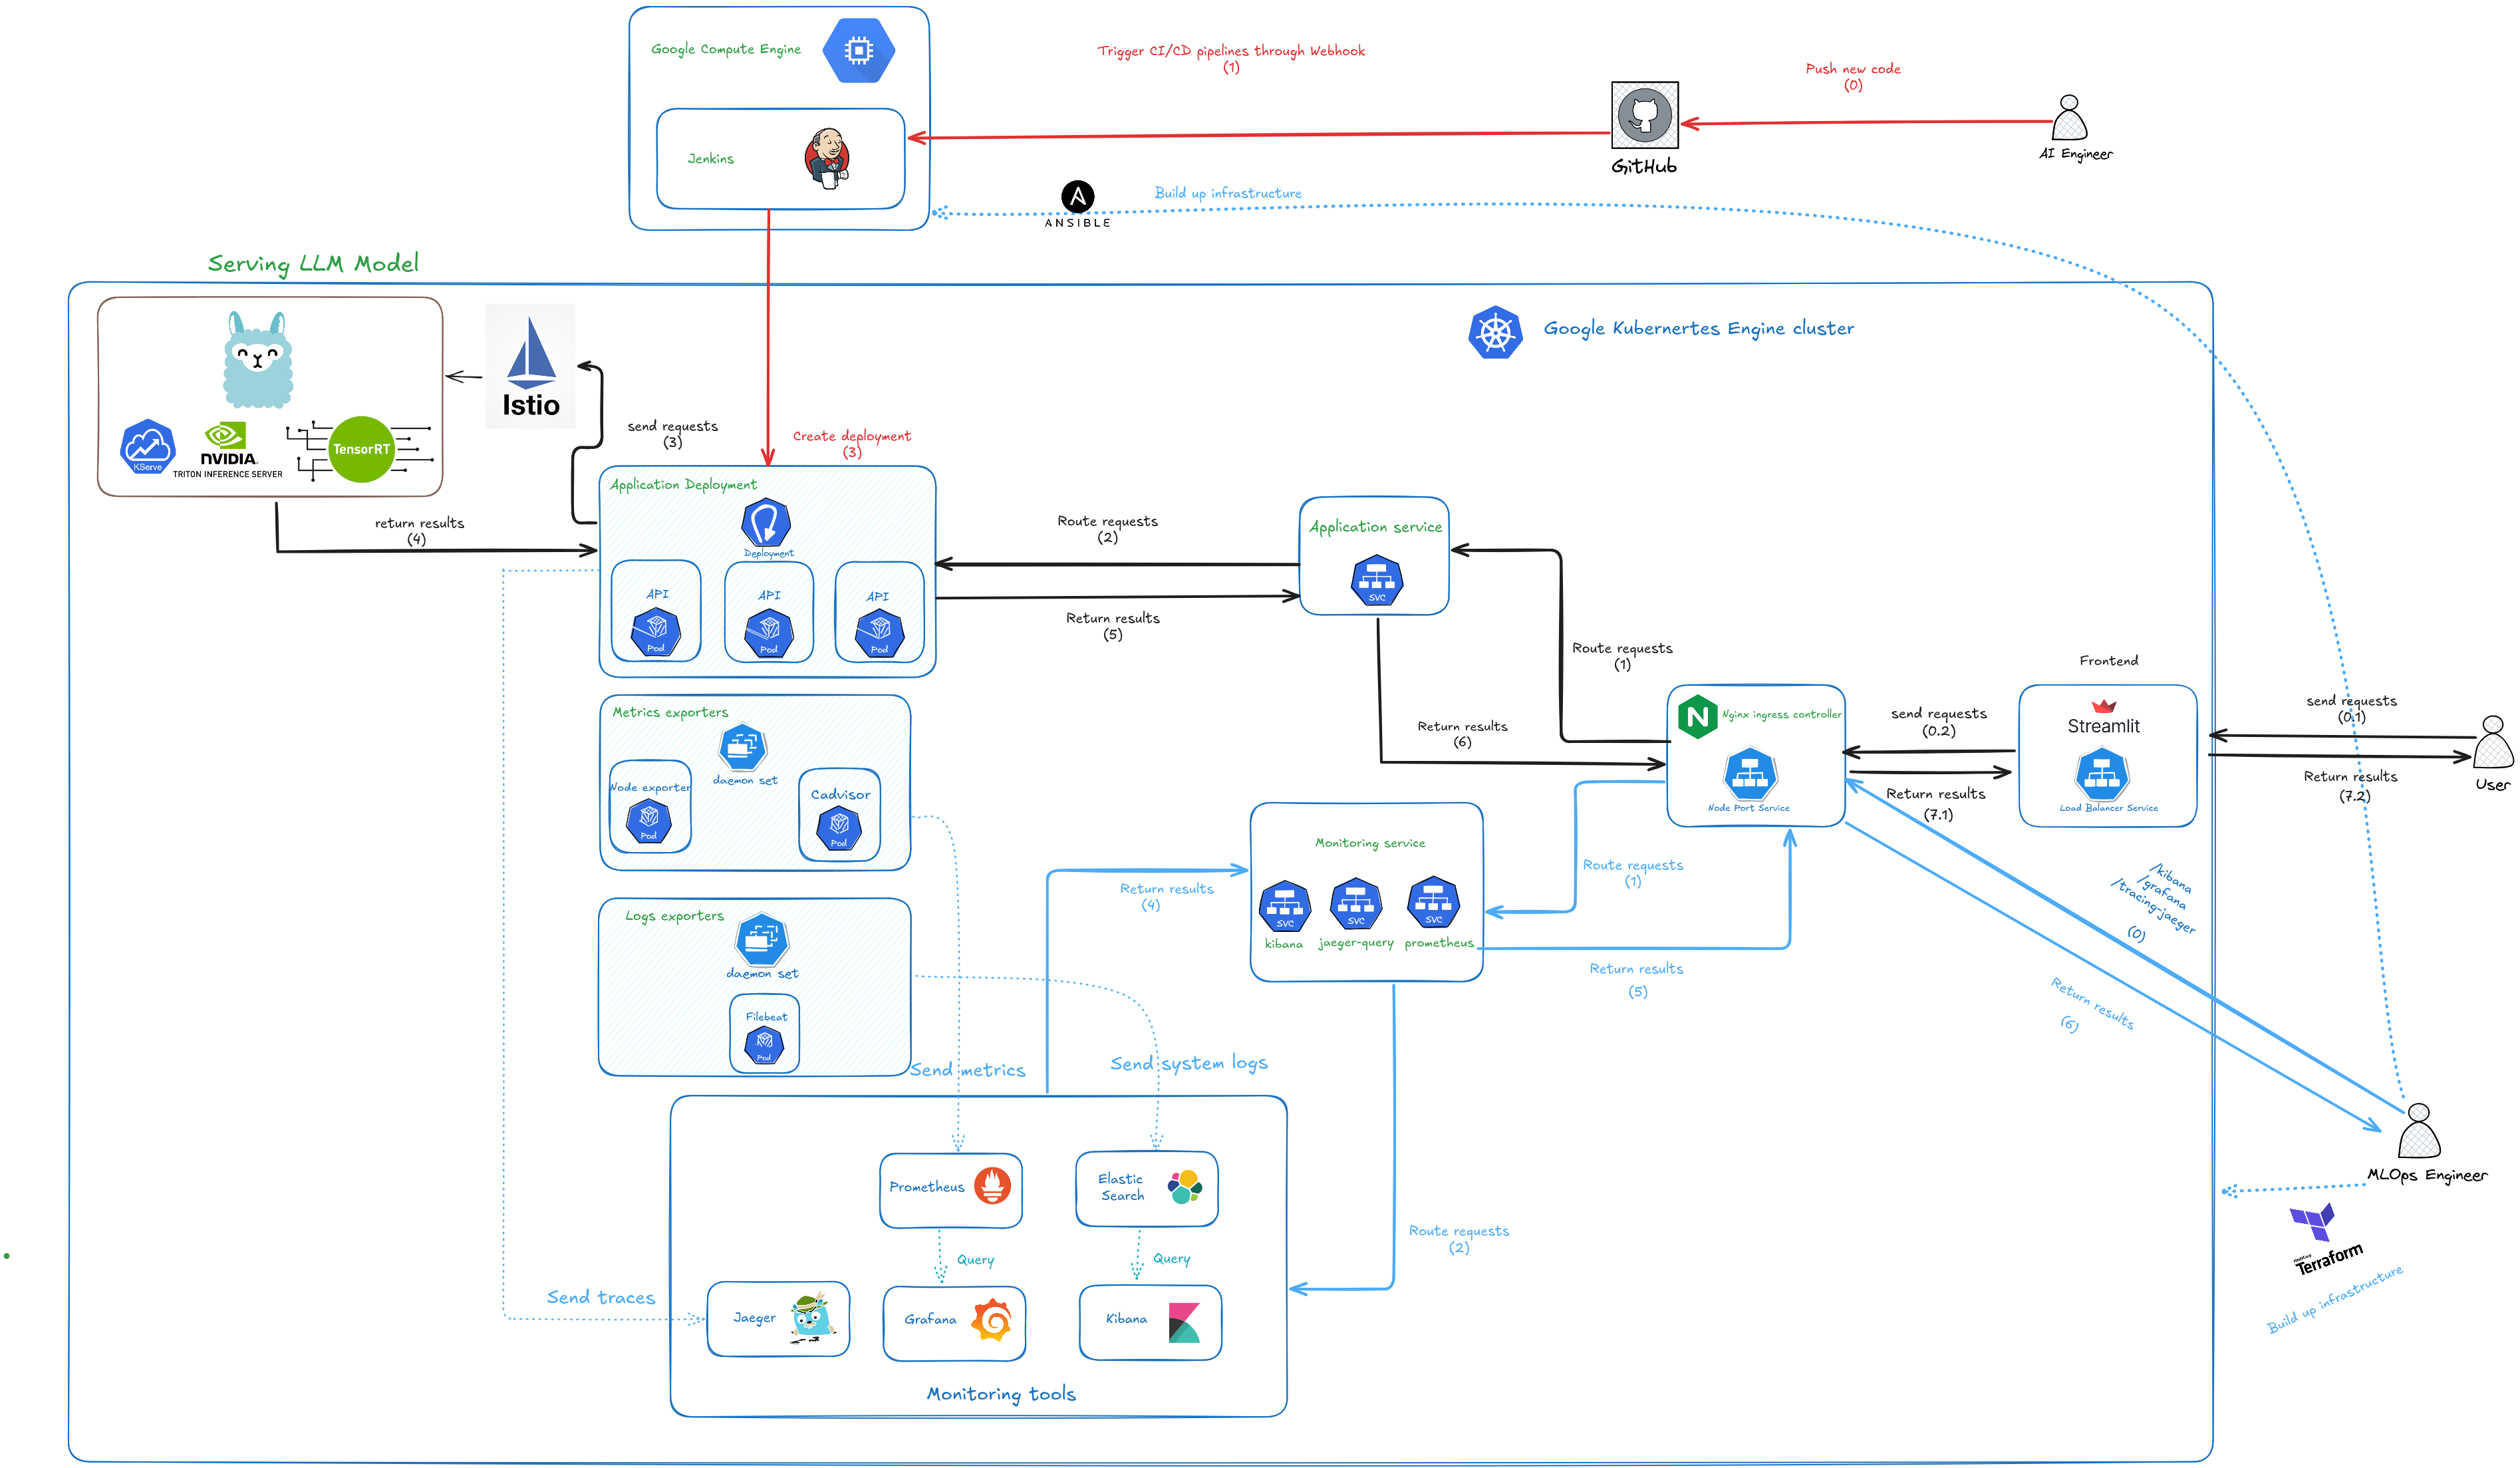 Google Compute Engine
Jenkins
Trigger CI/CD pipelines through Webhook
(1)
Push new code
(0)
GitHub
AI Engineer
ANSIBLE
Build up infrastructure
Serving LLM Model
Google Kubernertes Engine cluster
KServe
NVIDIA.
TRITON INFERENCE SERVER
TensorRT
Istio
send requests
(3)
Create deployment
(3)
return results
(4)
Application Deployment
Deployment
API
Pod
API
Pod
API
Pod
Route requests
(2)
Return results
(5)
Application service
SVC
Route requests
(1)
Return results
(6)
Nginx ingress controller
Node Port Service
send requests
(0.2)
Return results
(7.1)
Frontend
Streamlit
Load Balancer Service
send requests
(0.1)
Return results
(7.2)
User
Metrics exporters
daemon set
Node exporter
Pod
Cadvisor
Pod
Logs exporters
daemon set
Filebeat
Pod
Send metrics
Send system logs
Return results
(4)
Monitoring service
SVC
kibana
SVC
jaeger-query
SVC
prometheus
Route requests
(1)
Return results
(5)
/kibana
/grafana
/tracing-jaeger
(0)
Return results
(6)
MLOps Engineer
HashiCorp
Terraform
Build up infrastructure
Route requests
(2)
Prometheus
Elastic
Search
Query
Query
Send traces
Jaeger
Grafana
Kibana
Monitoring tools